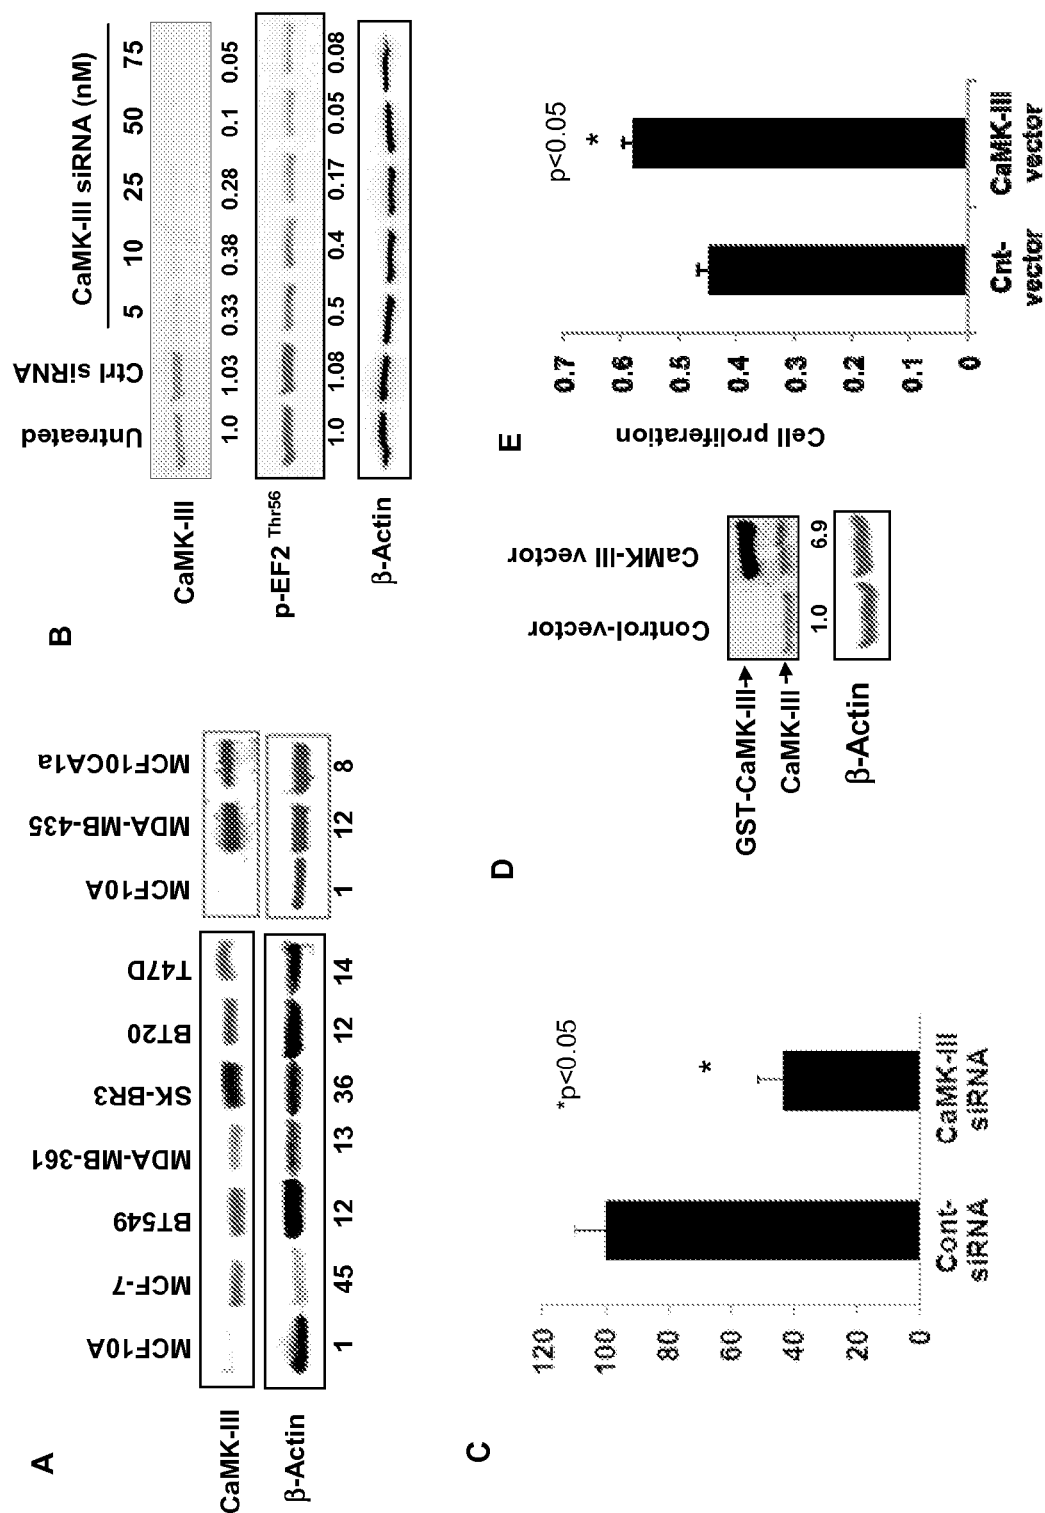 A
MCF10A MCF-7 BT549 MDA-MB-361 SK-BR3 BT20 T47D MCF10A MDA-MB-435 MCF10CA1a
CaMK-III
β-Actin
1 45 12 13 36 12 14 1 12 8
B
CaMK-III siRNA (nM)
Untreated Ctrl siRNA 5 10 25 50 75
CaMK-III
1.0 1.03 0.33 0.38 0.28 0.1 0.05
p-EF2 Thr56
1.0 1.08 0.5 0.4 0.17 0.05 0.08
β-Actin
C
120
100
80
60
40
20
0
*p<0.05
*
Cont-
siRNA
CaMK-III
siRNA
D
Control-vector CaMK-III vector
GST-CaMK-III
CaMK-III
1.0 6.9
β-Actin
E
Cell proliferation
0.7
0.6
0.5
0.4
0.3
0.2
0.1
0
p<0.05
*
Cnt-
vector
CaMK-III
vector